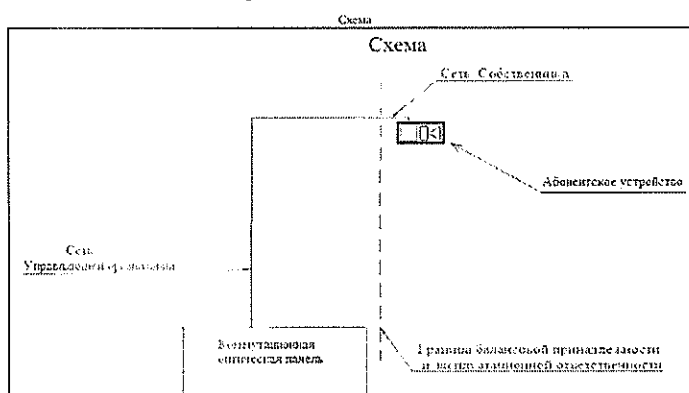 Схема
Схема
Сеть Собственника
Абонентское устройство
Сеть
Управляющей организации
Коммутационная
оптическая панель
Граница балансовой принадлежности
и эксплуатационной ответственности